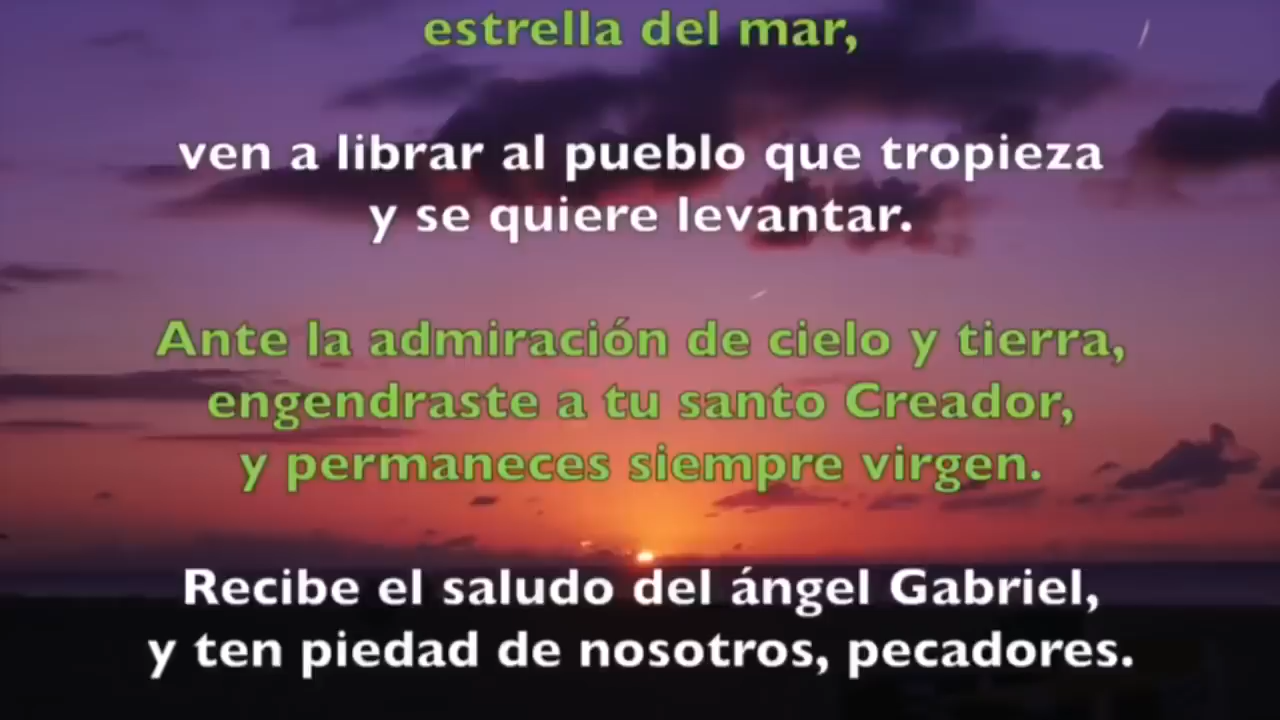 estrella del mar,
ven a librar al pueblo que tropieza
y se quiere levantar.
Ante la admiración de cielo y tierra,
engendraste a tu santo Creador,
y permaneces siempre virgen.
Recibe el saludo del ángel Gabriel,
y ten piedad de nosotros, pecadores.